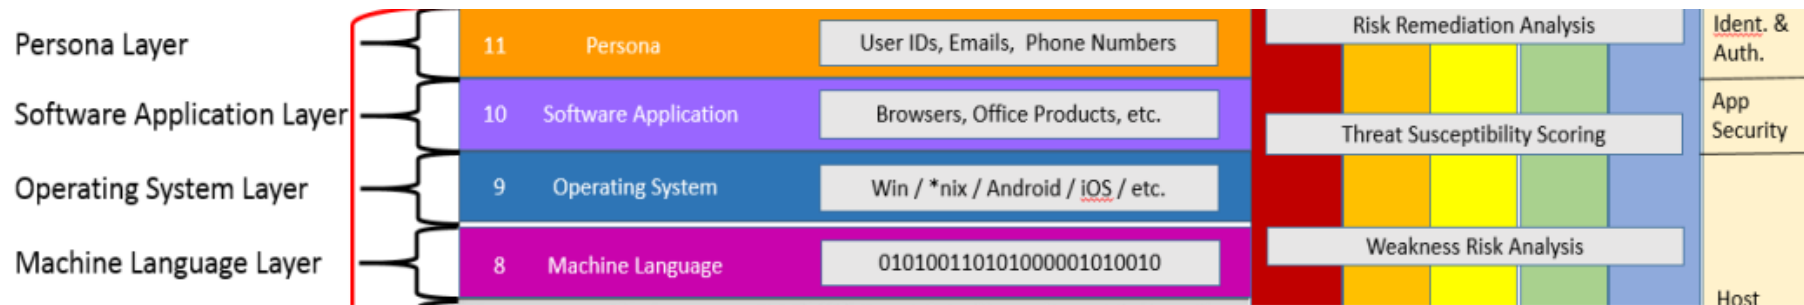 Persona Layer
11 Persona
User IDs, Emails, Phone Numbers
Risk Remediation Analysis
Ident. &
Auth.
Software Application Layer
10 Software Application
Browsers, Office Products, etc.
Threat Susceptibility Scoring
App
Security
Operating System Layer
9 Operating System
Win / *nix / Android / iOS / etc.
Machine Language Layer
8 Machine Language
010100110101000001010010
Weakness Risk Analysis
Host